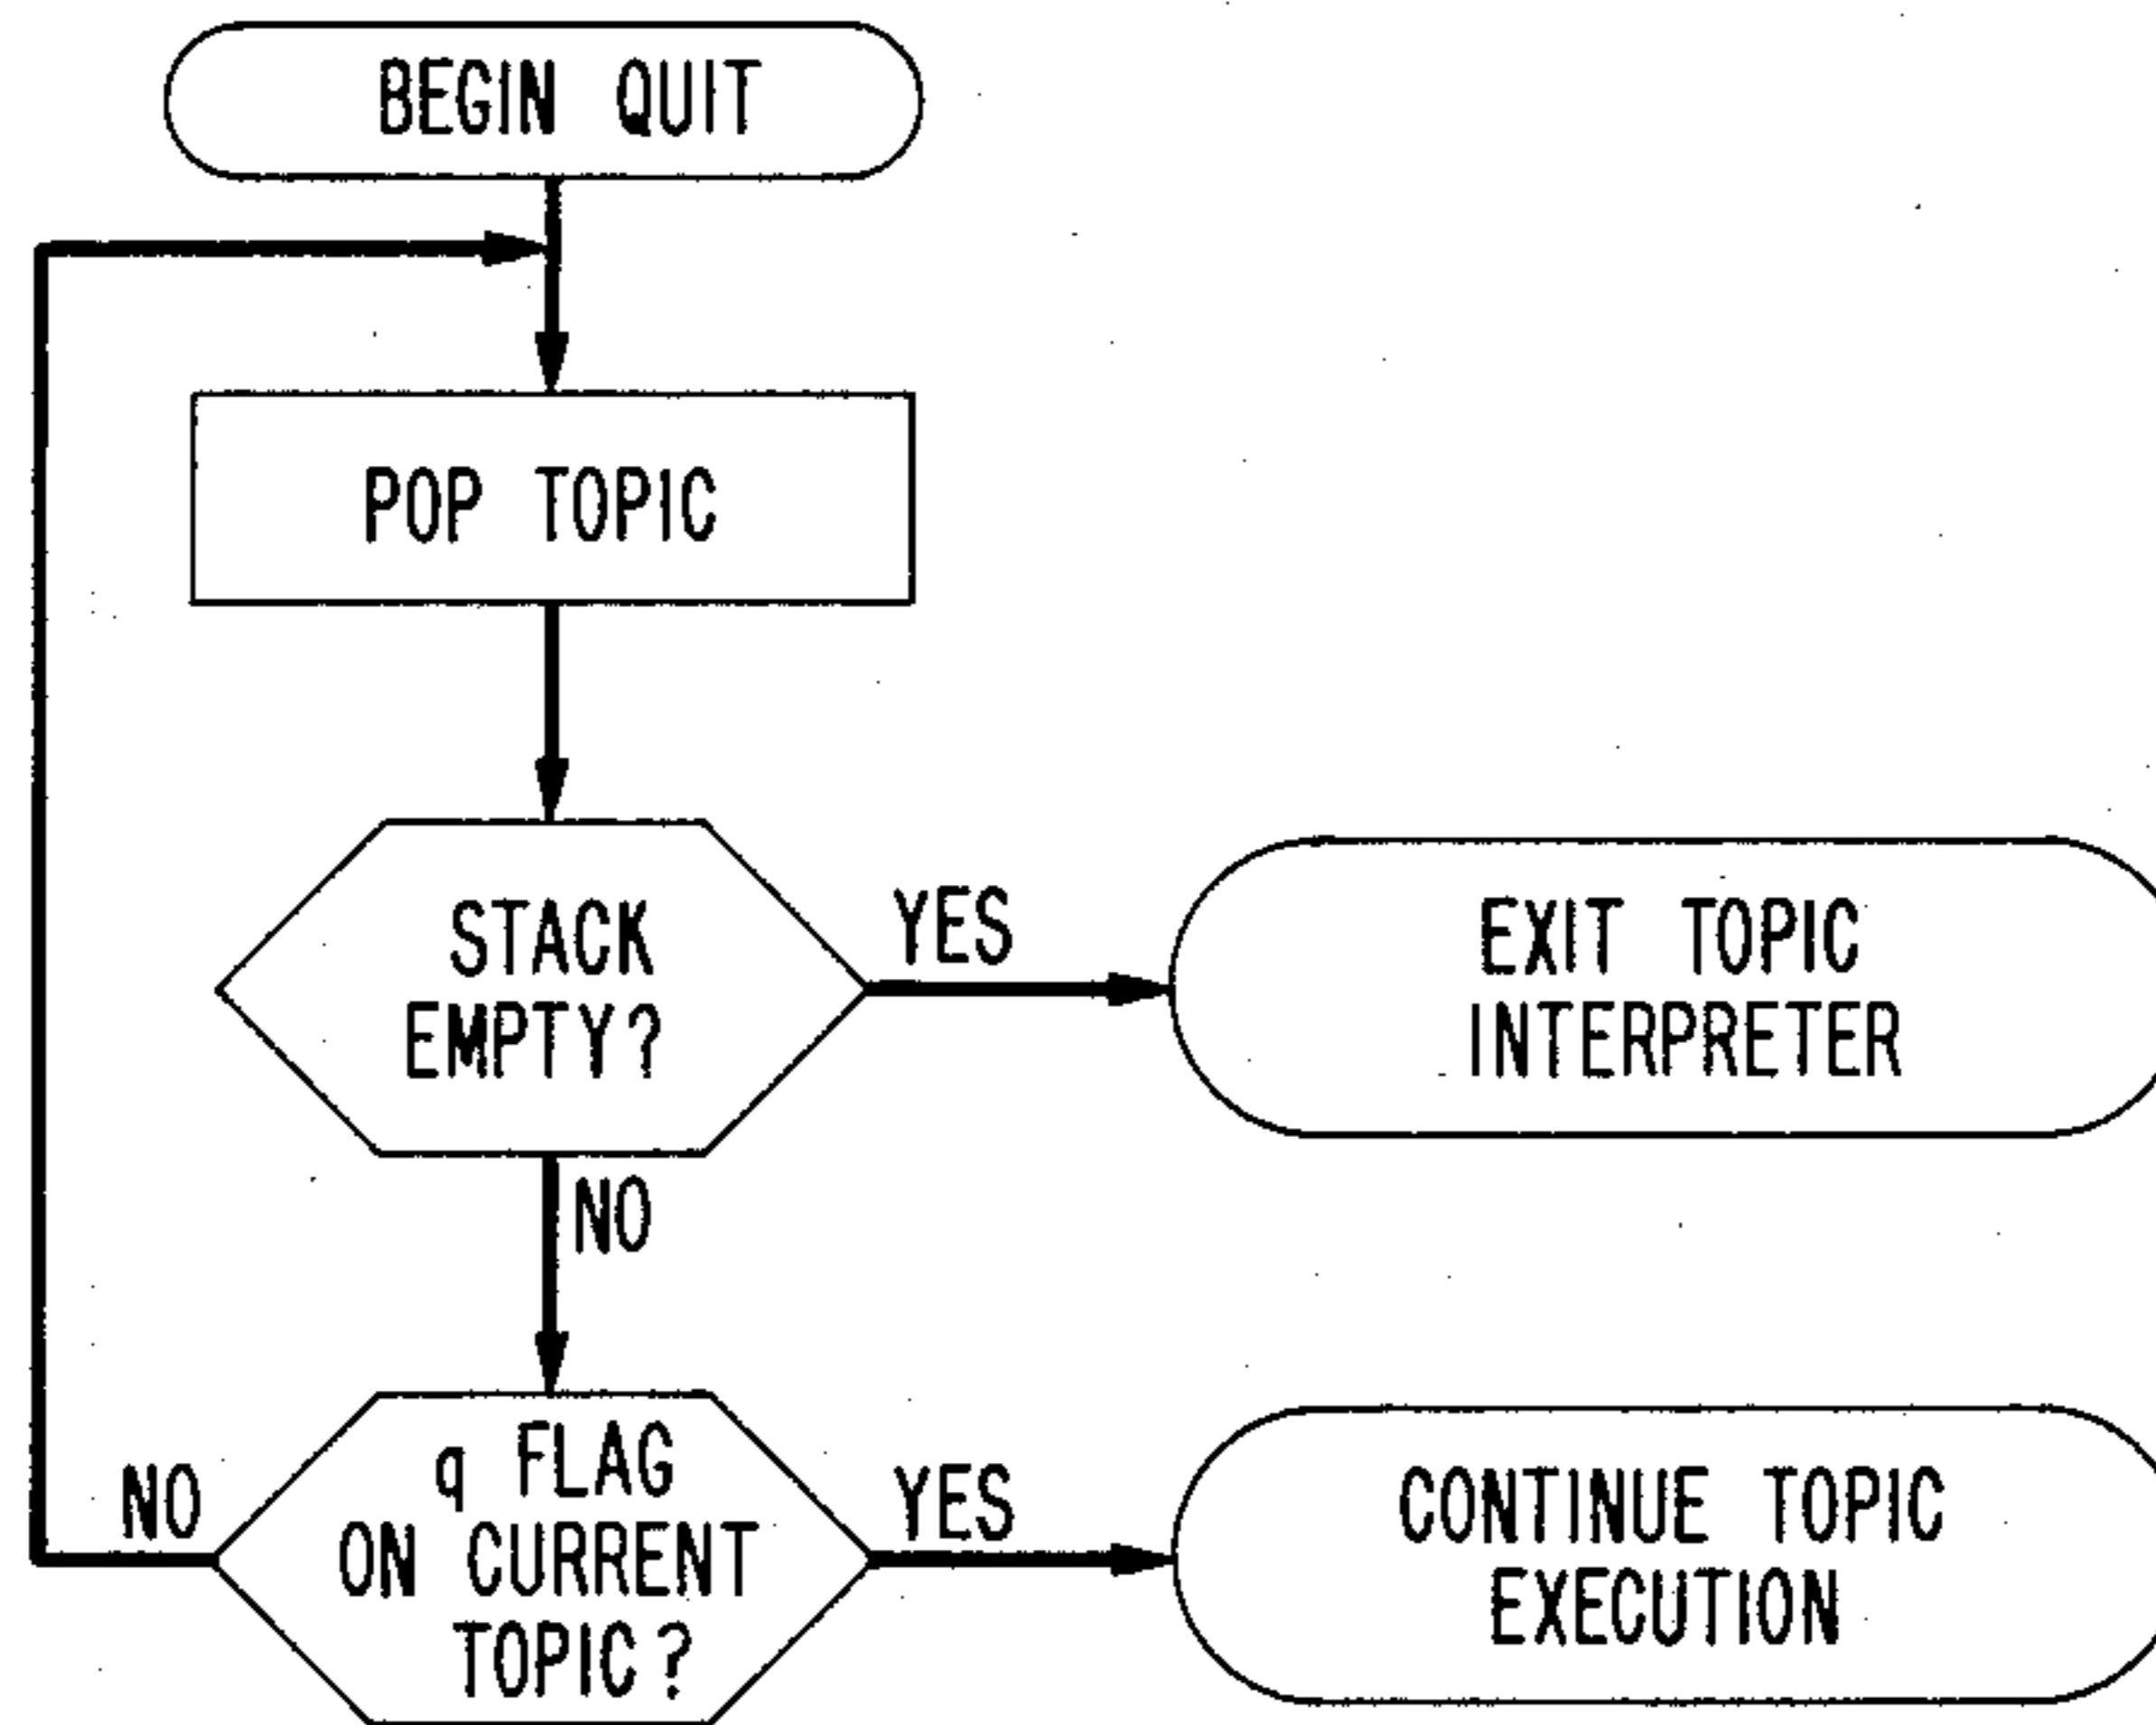 BEGIN QUIT
POP TOPIC
STACK
EMPTY?
YES
EXIT TOPIC
INTERPRETER
NO
q FLAG
ON CURRENT
TOPIC?
NO
YES
CONTINUE TOPIC
EXECUTION